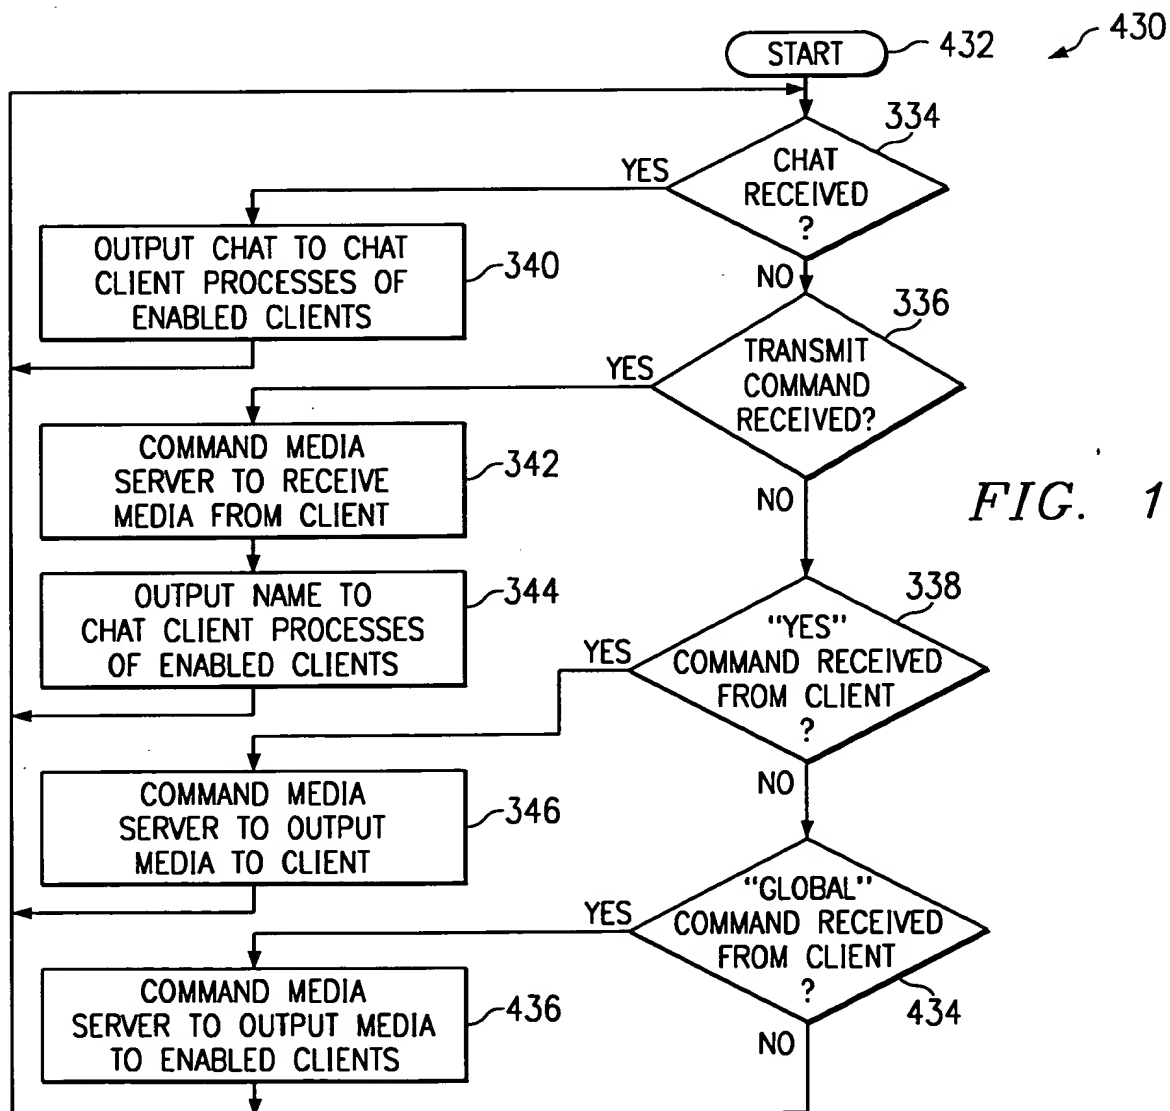 430
START
432
334
CHAT
RECEIVED
?
YES
NO
OUTPUT CHAT TO CHAT
CLIENT PROCESSES OF
ENABLED CLIENTS
340
336
TRANSMIT
COMMAND
RECEIVED?
YES
NO
COMMAND MEDIA
SERVER TO RECEIVE
MEDIA FROM CLIENT
342
FIG. 1
OUTPUT NAME TO
CHAT CLIENT PROCESSES
OF ENABLED CLIENTS
344
338
"YES"
COMMAND RECEIVED
FROM CLIENT
?
YES
NO
COMMAND MEDIA
SERVER TO OUTPUT
MEDIA TO CLIENT
346
"GLOBAL"
COMMAND RECEIVED
FROM CLIENT
?
434
YES
NO
COMMAND MEDIA
SERVER TO OUTPUT MEDIA
TO ENABLED CLIENTS
436